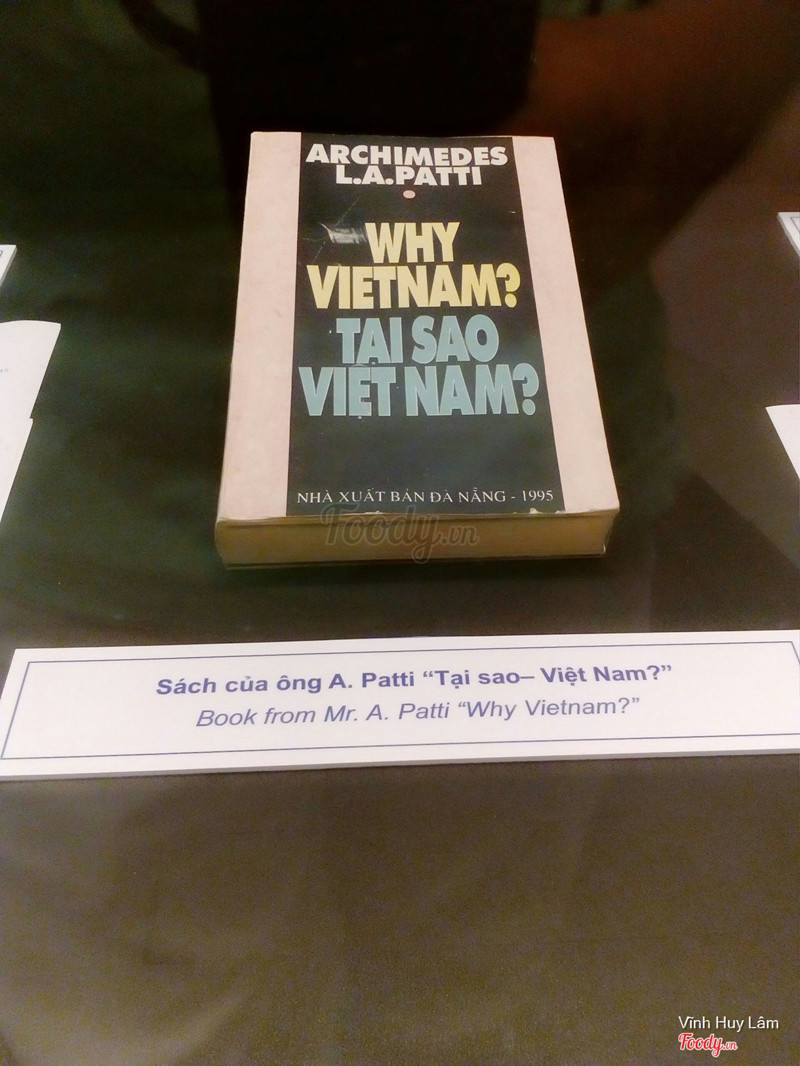 ARCHIMEDES
L.A.PATTI
WHY
VIETNAM?
TẠI SAO
VIỆT NAM?
NHÀ XUẤT BẢN ĐÀ NẴNG - 1995
Foody.vn
Sách của ông A. Patti “Tại sao– Việt Nam?”
Book from Mr. A. Patti “Why Vietnam?”
Vĩnh Huy Lâm
Foody.vn